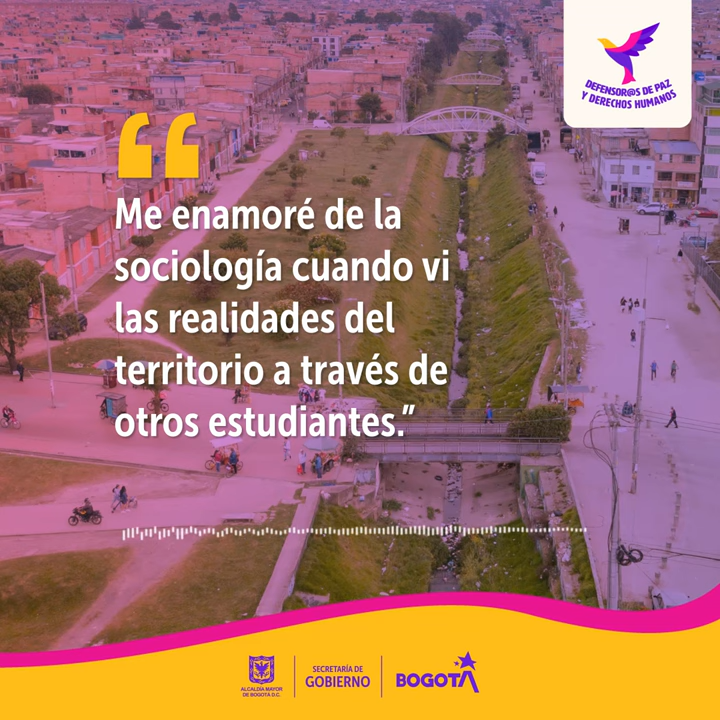 DEFENSOR@S DE PAZ
Y DERECHOS HUMANOS
“
Me enamoré de la
sociología cuando vi
las realidades del
territorio a través de
otros estudiantes.”
ALCALDÍA MAYOR
DE BOGOTÁ D.C.
SECRETARÍA DE
GOBIERNO
BOGOTÁ